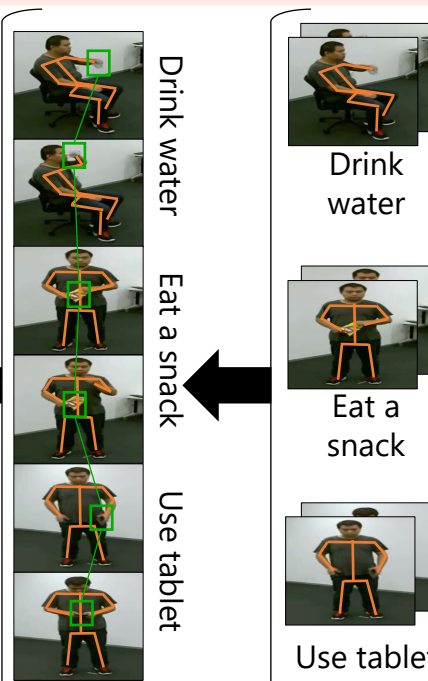 Drink water
Eat a snack
Use tablet
Drink
water
Eat a
snack
Use tablet